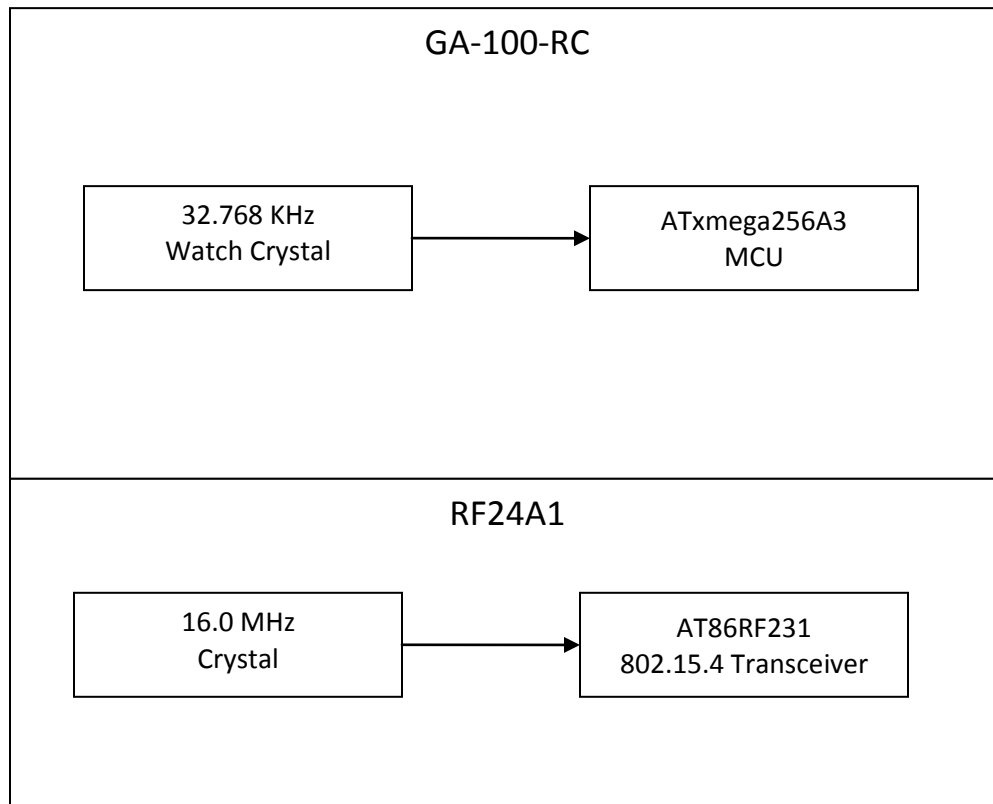 GA-100-RC
32.768 KHz
Watch Crystal
ATxmega256A3
MCU
RF24A1
16.0 MHz
Crystal
AT86RF231
802.15.4 Transceiver